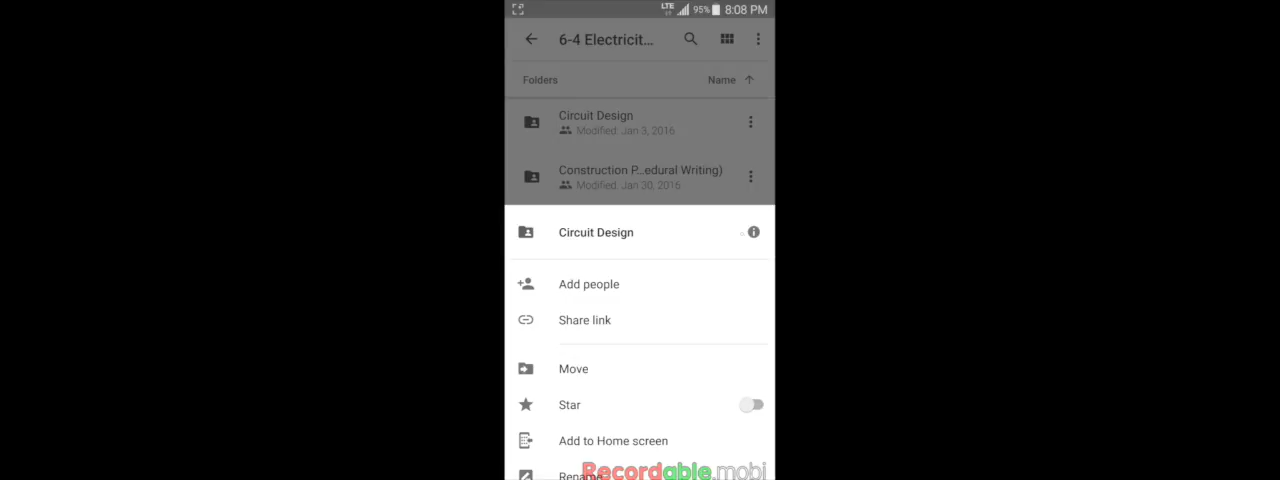 LTE 95% 8:08 PM
6-4 Electricit...
Folders Name
Circuit Design
Modified: Jan 3, 2016
Construction P...edural Writing)
Modified: Jan 30, 2016
Circuit Design
Add people
Share link
Move
Star
Add to Home screen
Rename
Recordable.mobi